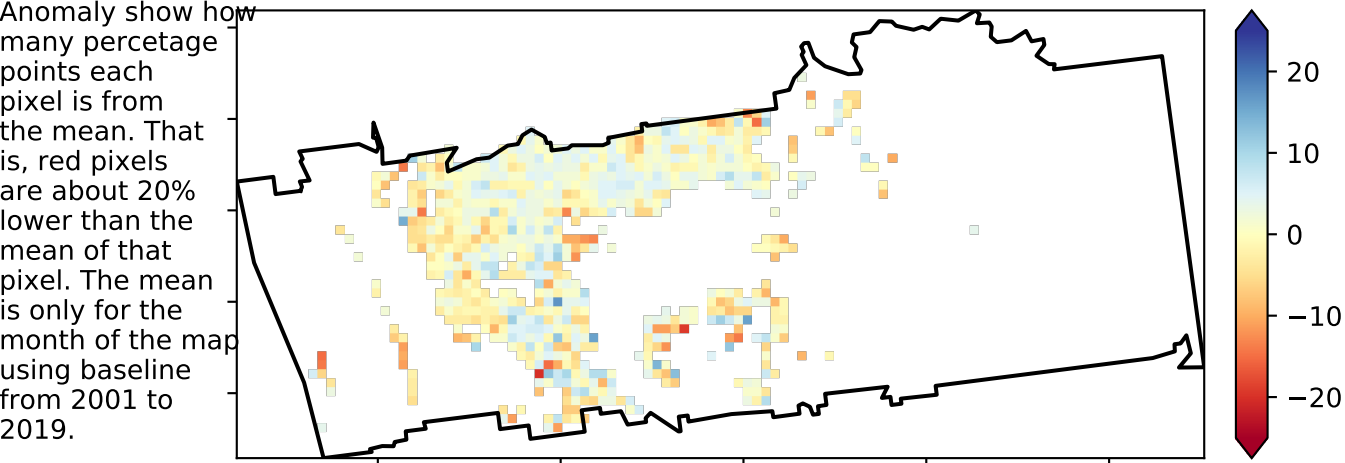 Anomaly show how
many percetage
points each
pixel is from
the mean. That
is, red pixels
are about 20%
lower than the
mean of that
pixel. The mean
is only for the
month of the map
using baseline
from 2001 to
2019.
20
10
0
−10
−20